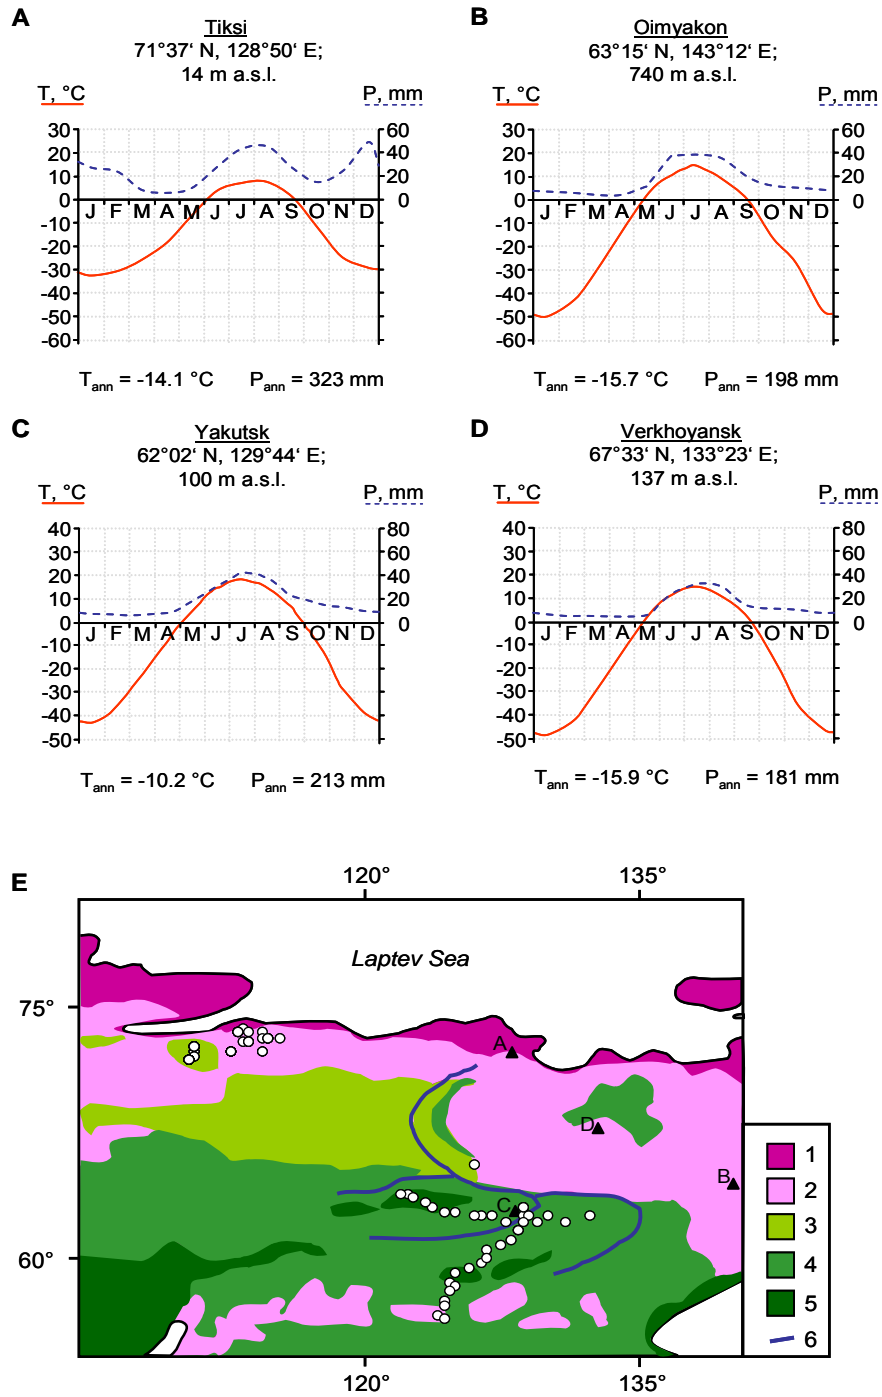 A
Tiksi
71°37‘ N, 128°50‘ E;
14 m a.s.l.
T, °C
P, mm
30
20
10
0
-10
-20
-30
-40
-50
-60
60
40
20
0
J F M A M J J A S O N D
Tann = -14.1 °C Pann = 323 mm
B
Oimyakon
63°15‘ N, 143°12‘ E;
740 m a.s.l.
T, °C
P, mm
30
20
10
0
-10
-20
-30
-40
-50
-60
60
40
20
0
J F M A M J J A S O N D
Tann = -15.7 °C Pann = 198 mm
C
Yakutsk
62°02‘ N, 129°44‘ E;
100 m a.s.l.
T, °C
P, mm
40
30
20
10
0
-10
-20
-30
-40
-50
80
60
40
20
0
J F M A M J J A S O N D
Tann = -10.2 °C Pann = 213 mm
D
Verkhoyansk
67°33‘ N, 133°23‘ E;
137 m a.s.l.
T, °C
P, mm
40
30
20
10
0
-10
-20
-30
-40
-50
80
60
40
20
0
J F M A M J J A S O N D
Tann = -15.9 °C Pann = 181 mm
E
120° 135°
Laptev Sea
75°
A
D
B
C
60°
1
2
3
4
5
6
120° 135°